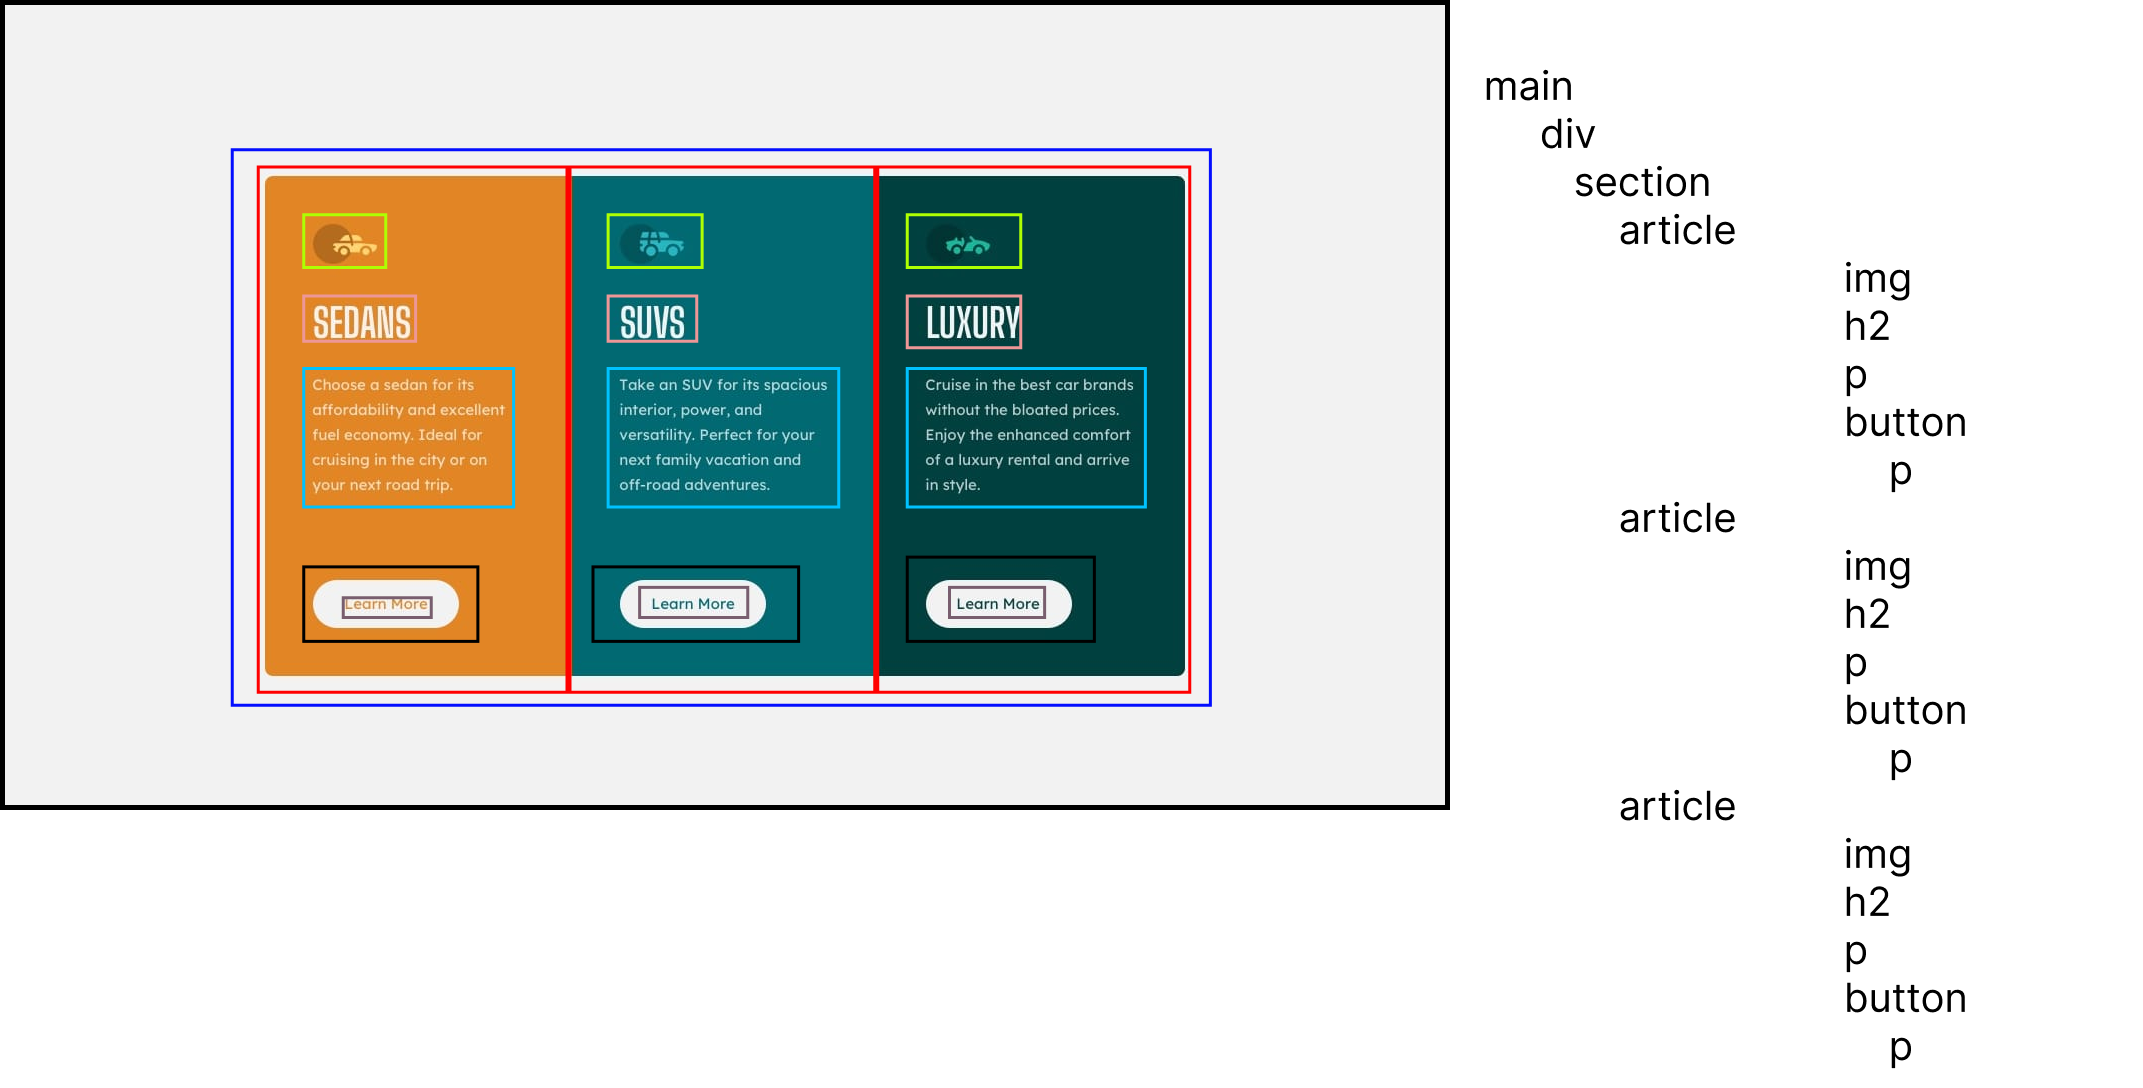 SEDANS
Choose a sedan for its
affordability and excellent
fuel economy. Ideal for
cruising in the city or on
your next road trip.
Learn More
SUVS
Take an SUV for its spacious
interior, power, and
versatility. Perfect for your
next family vacation and
off-road adventures.
Learn More
LUXURY
Cruise in the best car brands
without the bloated prices.
Enjoy the enhanced comfort
of a luxury rental and arrive
in style.
Learn More
main
div
section
article
img
h2
p
button
p
article
img
h2
p
button
p
article
img
h2
p
button
p